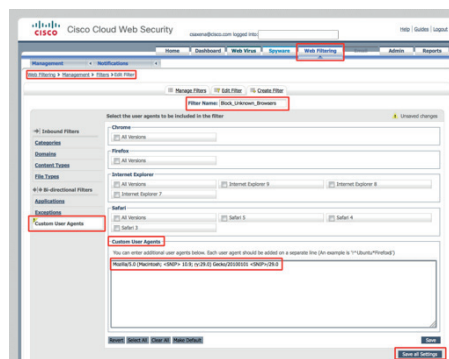 CISCO
Cisco Cloud Web Security
Help | Guides | Logout
Home
Dashboard
Web Virus
Spyware
Web Filtering
Admin
Reports
Management
Notifications
Web Filtering > Management > Filters > Edit Filter
Manage Filters
Edit Filter
Create Filter
Filter Name: Block_Unknown_Browsers
Select the user agents to be included in the filter
Unsaved changes
Inbound Filters
Categories
Domains
Content Types
File Types
Bi-directional Filters
Applications
Exceptions
Custom User Agents
Chrome
All Versions
Firefox
All Versions
Internet Explorer
All Versions
Internet Explorer 9
Internet Explorer 8
Internet Explorer 7
Safari
All Versions
Safari 5
Safari 4
Safari 3
Custom User Agents
You can enter additional user agents below. Each user agent should be added on a separate line (An example is '^*Ubuntu*Firefox)')
Mozilla/5.0 (Macintosh; <SNIP> 10.9; rv:29.0) Gecko/20100101 <SNIP>/29.0
Revert
Select All
Clear All
Make Default
Save
Save all Settings